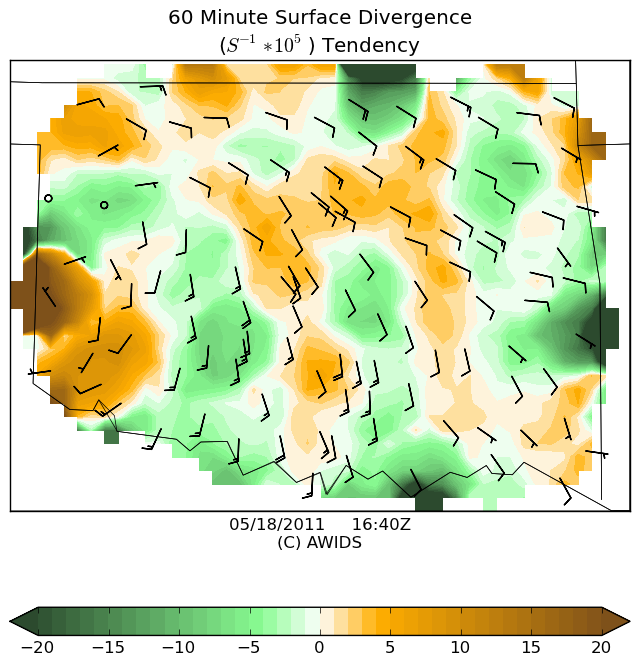 60 Minute Surface Divergence
(S⁻¹ *10⁵ ) Tendency
05/18/2011 16:40Z
(C) AWIDS
−20 −15 −10 −5 0 5 10 15 20